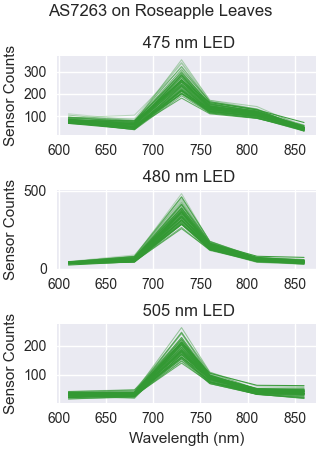 AS7263 on Roseapple Leaves
475 nm LED
Sensor Counts
300
200
100
600 650 700 750 800 850
480 nm LED
Sensor Counts
500
0
600 650 700 750 800 850
505 nm LED
Sensor Counts
200
100
600 650 700 750 800 850
Wavelength (nm)